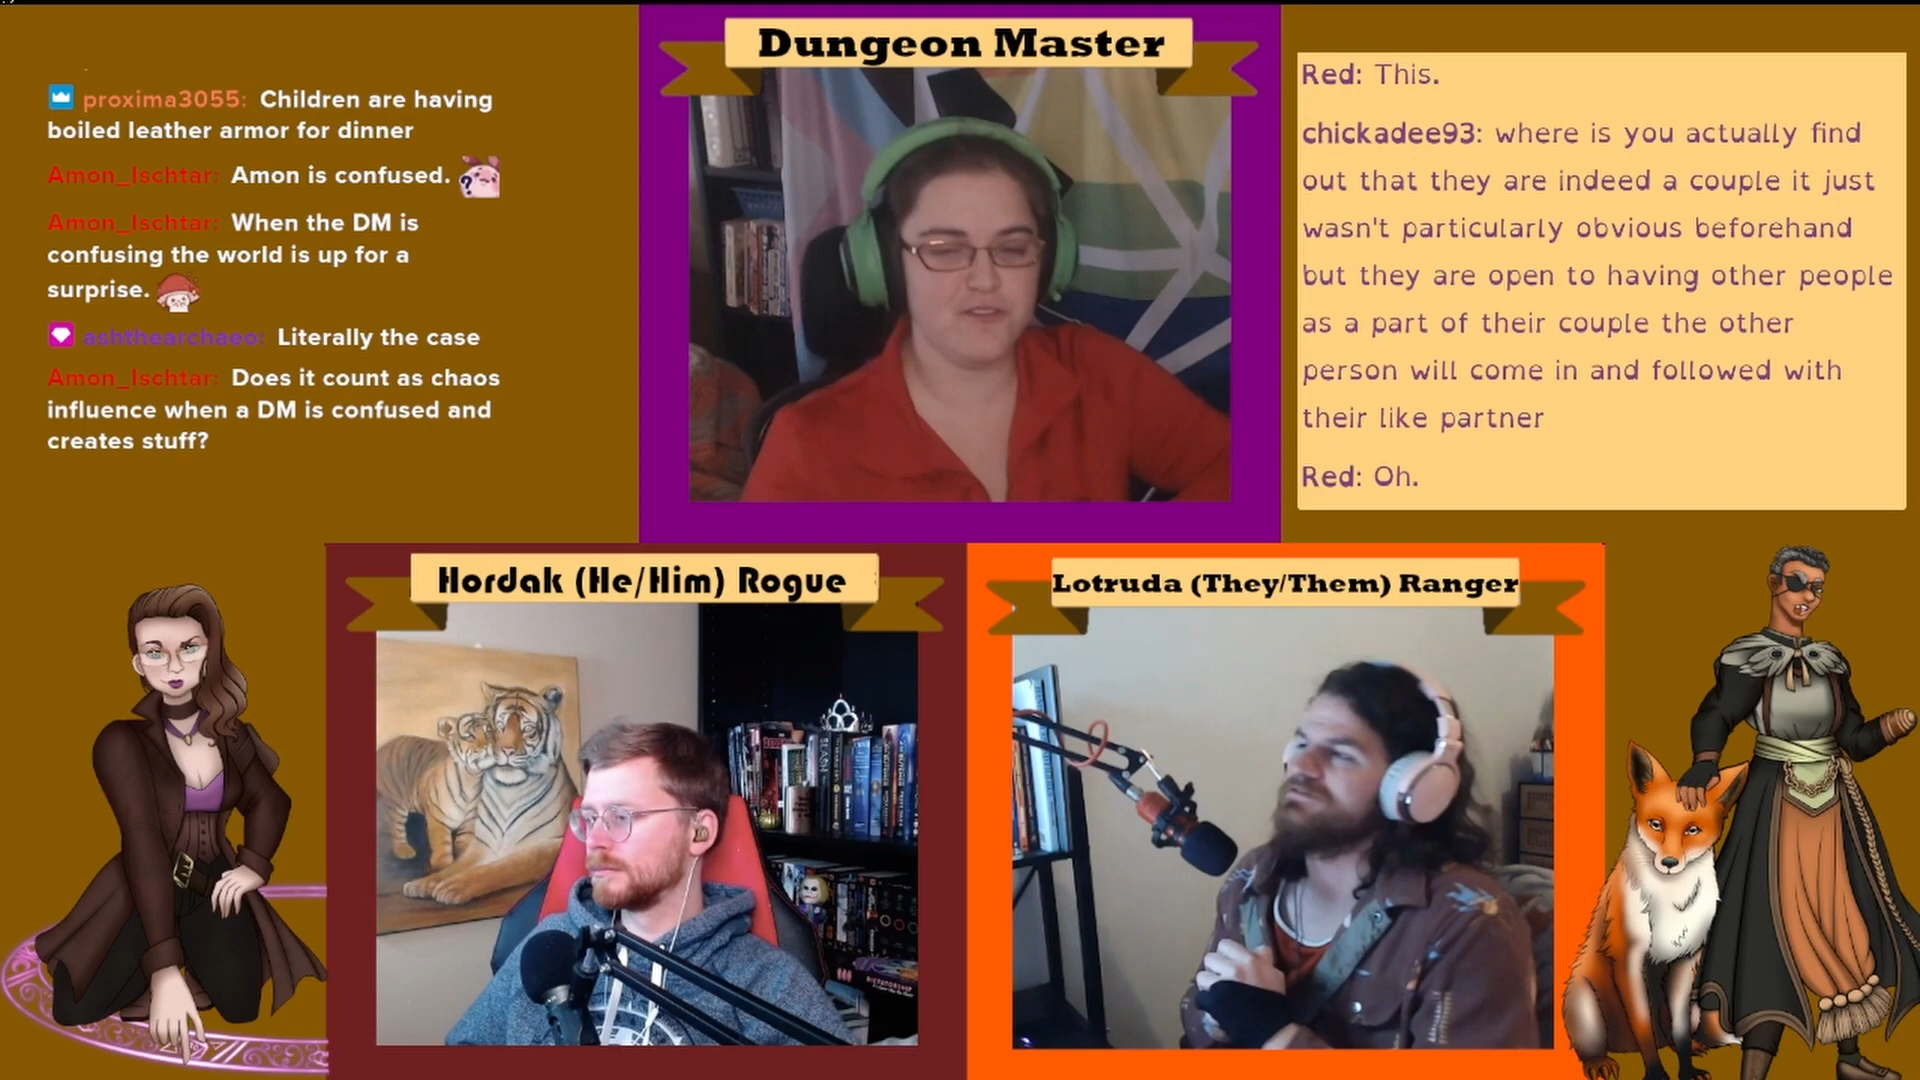 Dungeon Master
proxima3055: Children are having
boiled leather armor for dinner
Amon_Ischtar: Amon is confused.
Amon_Ischtar: When the DM is
confusing the world is up for a
surprise.
ashthearchaeo: Literally the case
Amon_Ischtar: Does it count as chaos
influence when a DM is confused and
creates stuff?
Red: This.
chickadee93: where is you actually find
out that they are indeed a couple it just
wasn't particularly obvious beforehand
but they are open to having other people
as a part of their couple the other
person will come in and followed with
their like partner
Red: Oh.
Hordak (He/Him) Rogue
Lotruda (They/Them) Ranger